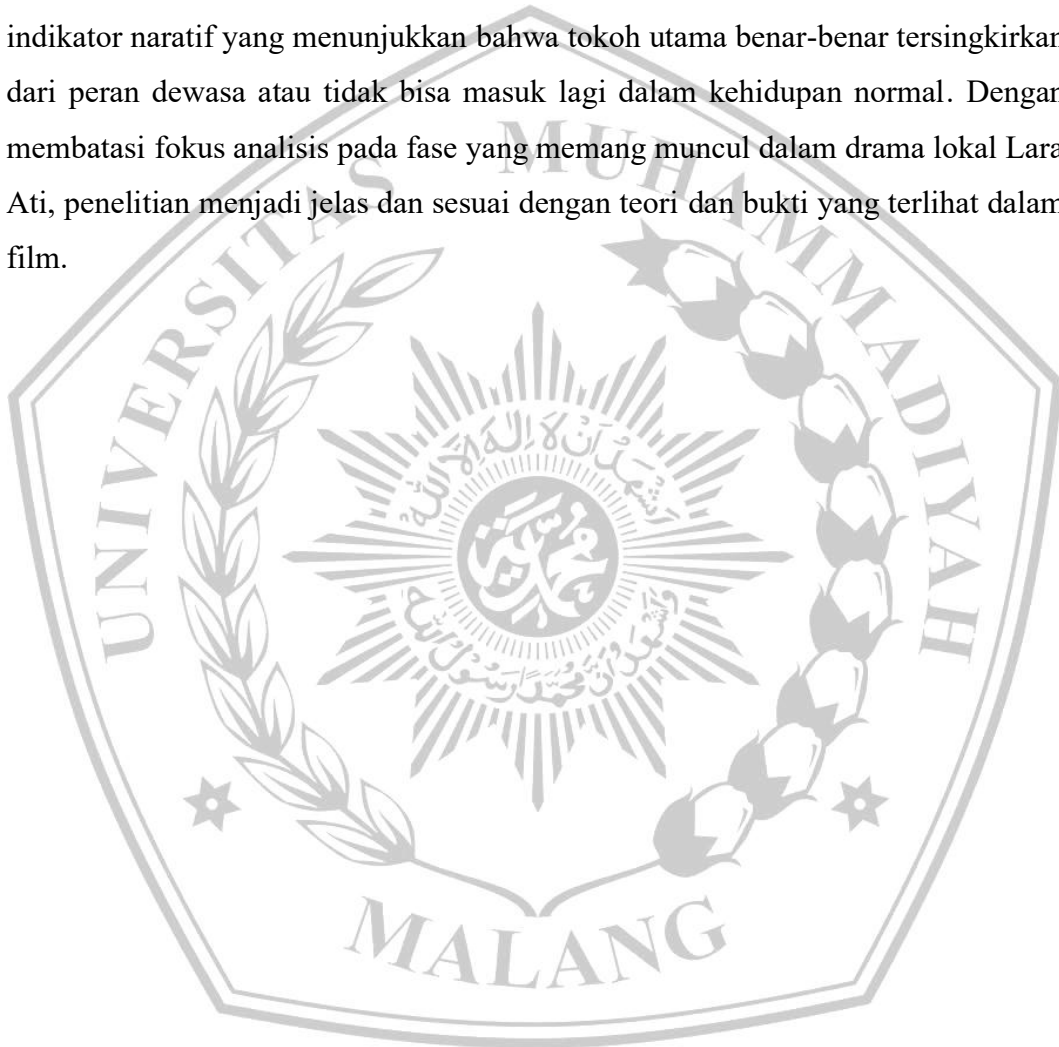 indikator naratif yang menunjukkan bahwa tokoh utama benar-benar tersingkirkan
dari peran dewasa atau tidak bisa masuk lagi dalam kehidupan normal. Dengan
membatasi fokus analisis pada fase yang memang muncul dalam drama lokal Lara
Ati, penelitian menjadi jelas dan sesuai dengan teori dan bukti yang terlihat dalam
film.
UNIVERSITAS MUHAMMADIYAH
MALANG